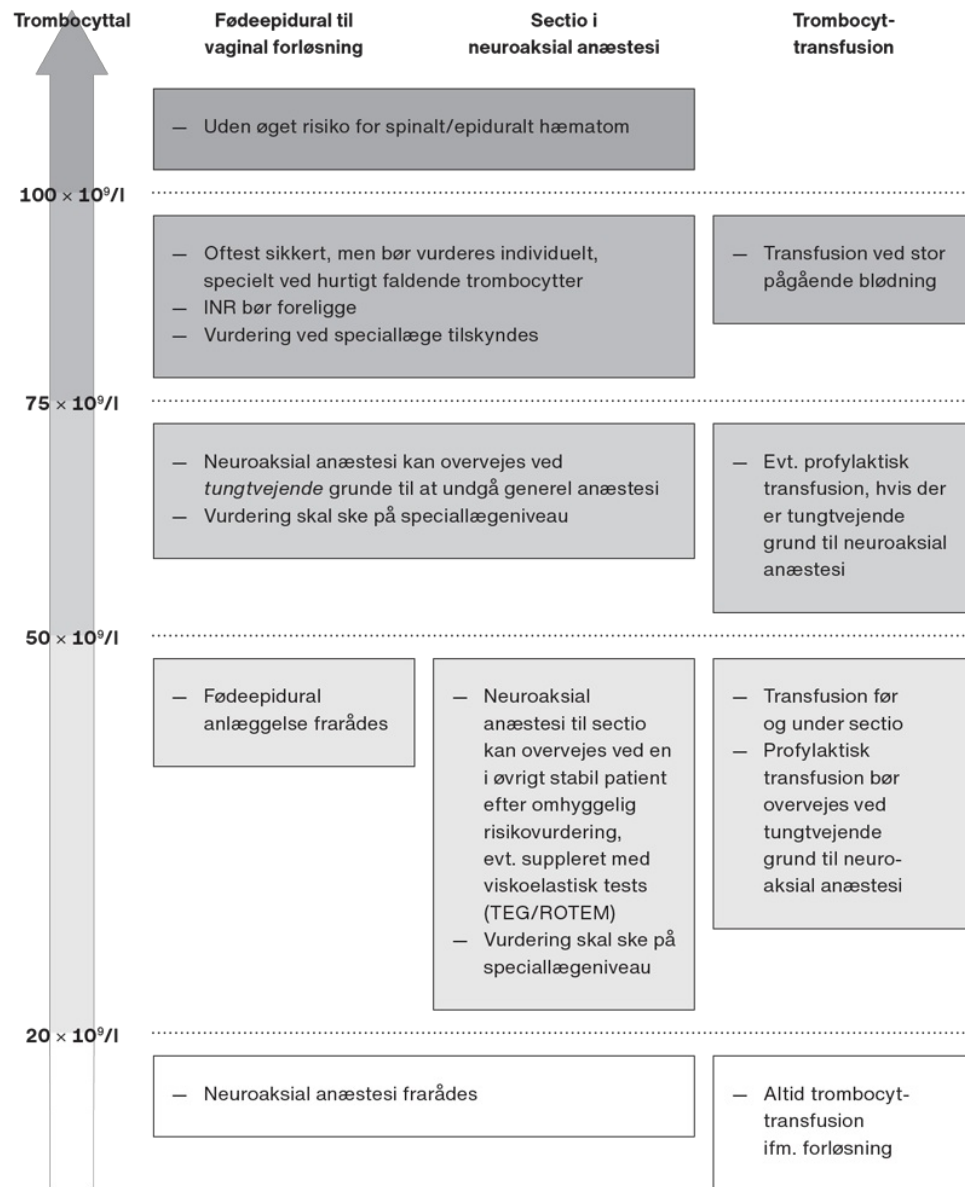 Trombocyttal
Fødeepidural til
vaginal forløsning
Sectio i
neuroaksial anæstesi
Trombocyt-
transfusion
— Uden øget risiko for spinalt/epiduralt hæmatom
100 × 10⁹/l
— Oftest sikkert, men bør vurderes individuelt,
specielt ved hurtigt faldende trombocytter
— INR bør foreligge
— Vurdering ved speciallæge tilskyndes
— Transfusion ved stor
pågående blødning
75 × 10⁹/l
— Neuroaksial anæstesi kan overvejes ved
tungtvejende grunde til at undgå generel anæstesi
— Vurdering skal ske på speciallægeniveau
— Evt. profylaktisk
transfusion, hvis der
er tungtvejende
grund til neuroaksial
anæstesi
50 × 10⁹/l
— Fødeepidural
anlæggelse frarådes
— Neuroaksial
anæstesi til sectio
kan overvejes ved en
i øvrigt stabil patient
efter omhyggelig
risikovurdering,
evt. suppleret med
viskoelastisk tests
(TEG/ROTEM)
— Vurdering skal ske på
speciallægeniveau
— Transfusion før
og under sectio
— Profylaktisk
transfusion bør
overvejes ved
tungtvejende
grund til neuro-
aksial anæstesi
20 × 10⁹/l
— Neuroaksial anæstesi frarådes
— Altid trombocyt-
transfusion
ifm. forløsning